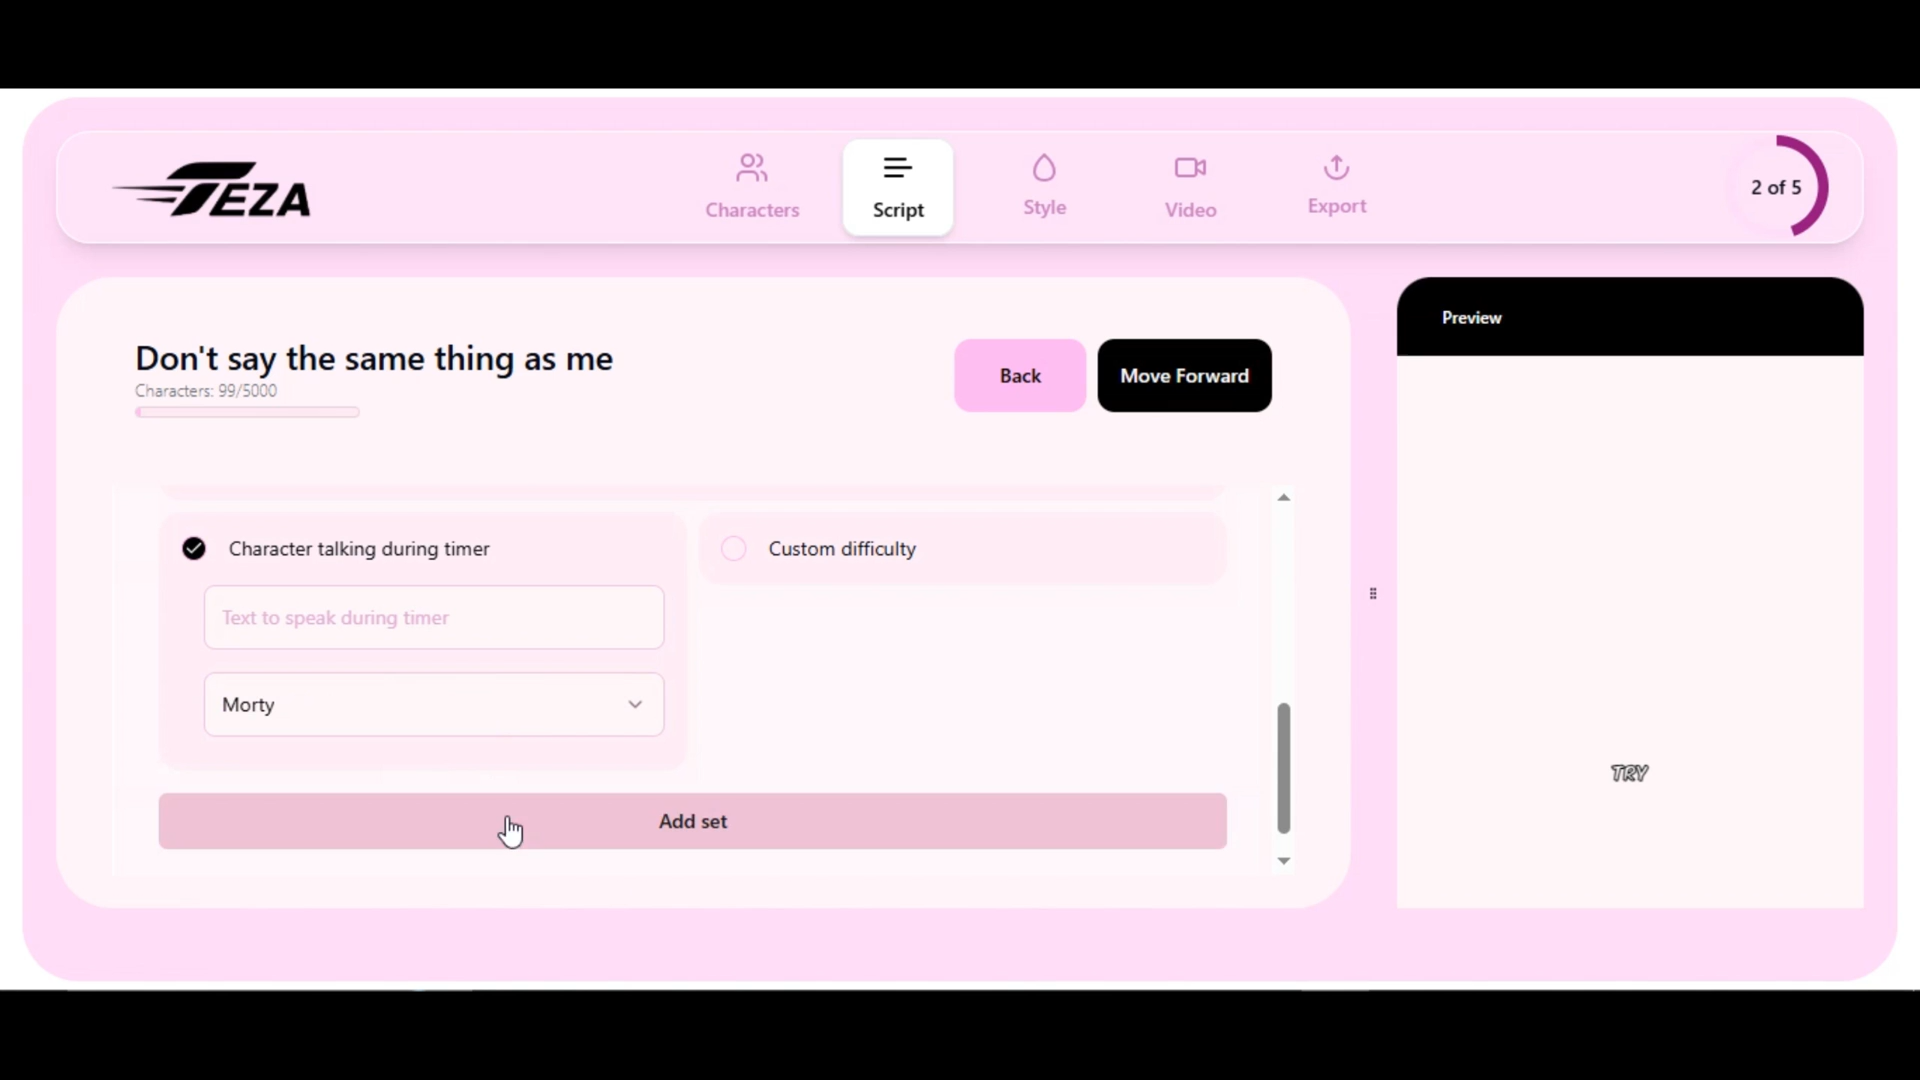 TEZA
Characters
Script
Style
Video
Export
2 of 5
Don't say the same thing as me
Characters: 99/5000
Back
Move Forward
Preview
Character talking during timer
Custom difficulty
Text to speak during timer
Morty
TRY
Add set